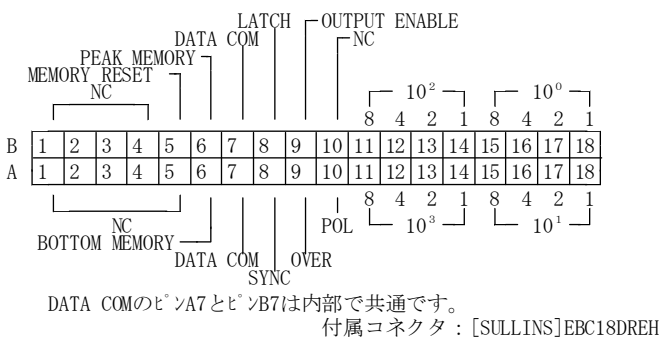 LATCH OUTPUT ENABLE
DATA COM NC
PEAK MEMORY
MEMORY RESET
NC 10² 10⁰
8 4 2 1 8 4 2 1
B 1 2 3 4 5 6 7 8 9 10 11 12 13 14 15 16 17 18
A 1 2 3 4 5 6 7 8 9 10 11 12 13 14 15 16 17 18
8 4 2 1 8 4 2 1
NC POL 10³ 10¹
BOTTOM MEMORY
DATA COM OVER
SYNC
DATA COMのピンA7とピンB7は内部で共通です。
付属コネクタ：[SULLINS]EBC18DREH